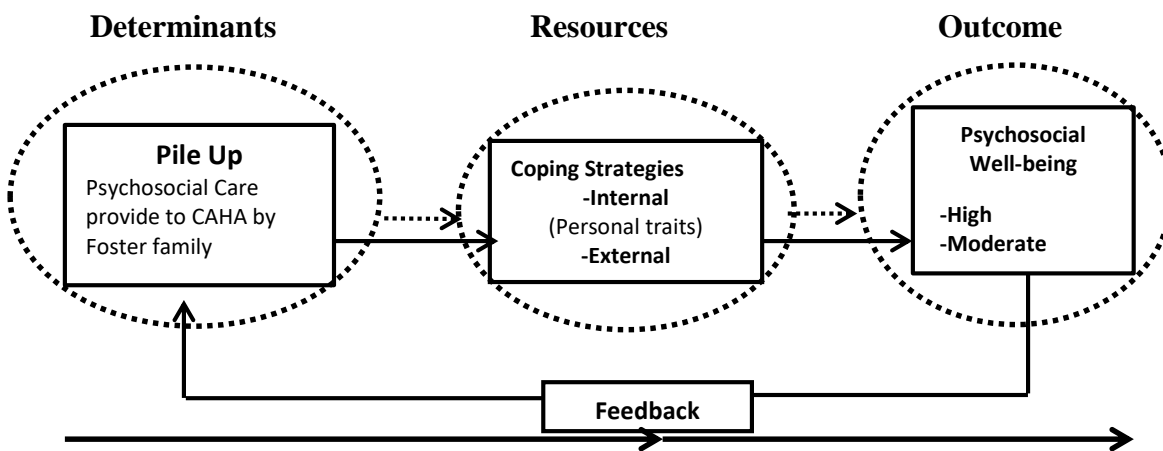 Determinants
Resources
Outcome
Pile Up
Psychosocial Care
provide to CAHA by
Foster family
Coping Strategies
-Internal
(Personal traits)
-External
Psychosocial
Well-being
-High
-Moderate
Feedback